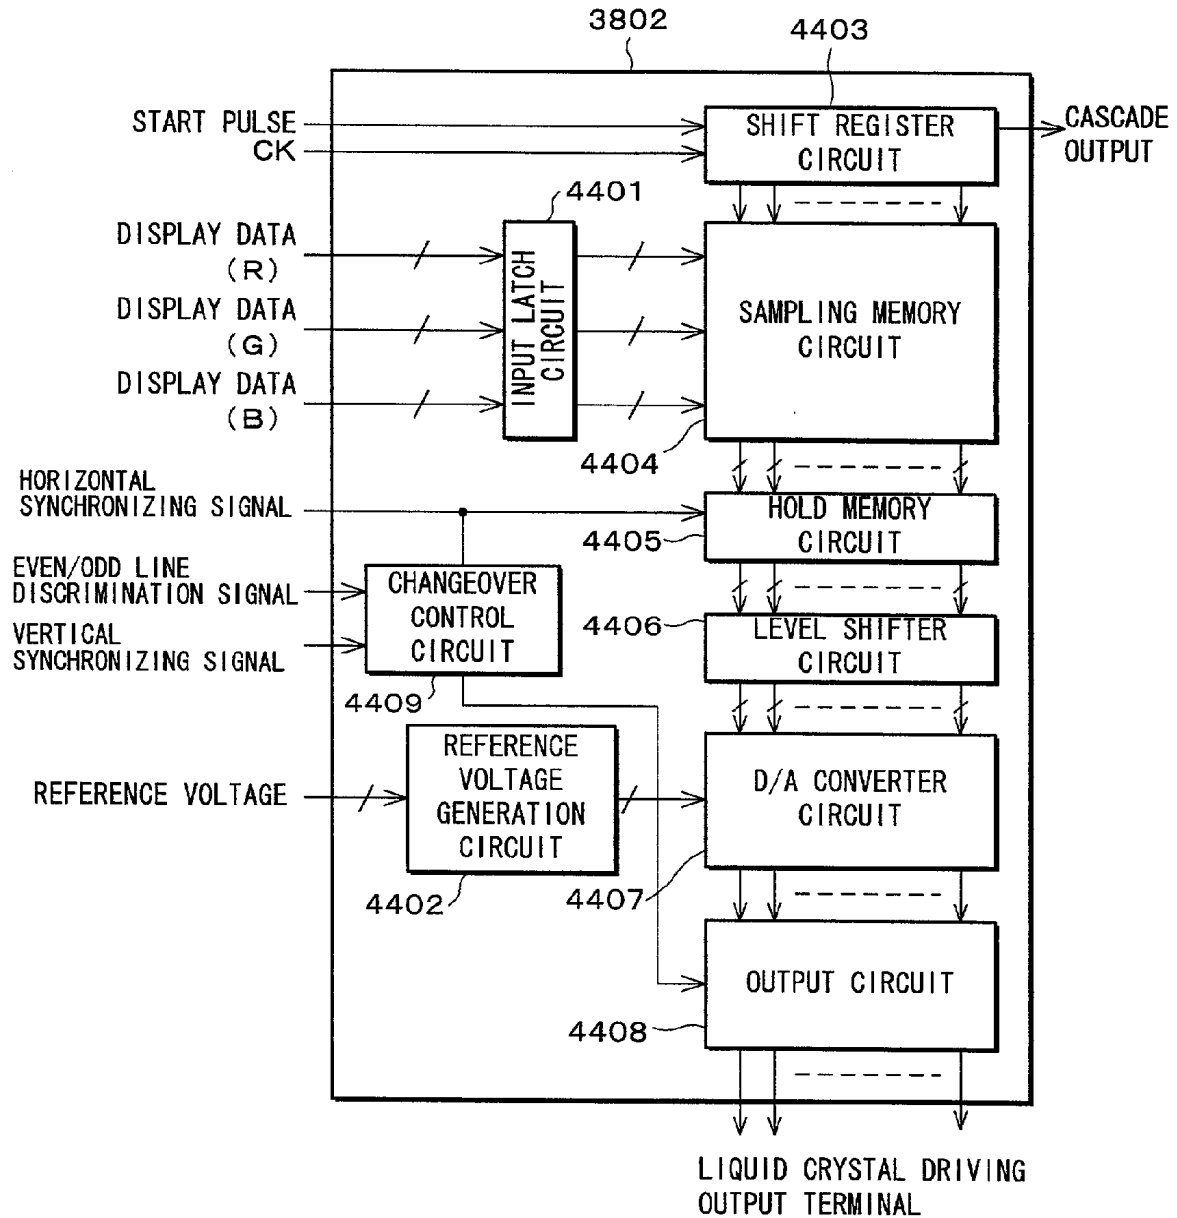 3802
4403
START PULSE
CK
SHIFT REGISTER
CIRCUIT
CASCADE
OUTPUT
4401
DISPLAY DATA
(R)
DISPLAY DATA
(G)
DISPLAY DATA
(B)
INPUT LATCH
CIRCUIT
SAMPLING MEMORY
CIRCUIT
4404
HORIZONTAL
SYNCHRONIZING SIGNAL
HOLD MEMORY
CIRCUIT
4405
EVEN/ODD LINE
DISCRIMINATION SIGNAL
VERTICAL
SYNCHRONIZING SIGNAL
CHANGEOVER
CONTROL
CIRCUIT
4409
4406
LEVEL SHIFTER
CIRCUIT
REFERENCE VOLTAGE
REFERENCE
VOLTAGE
GENERATION
CIRCUIT
4402
D/A CONVERTER
CIRCUIT
4407
OUTPUT CIRCUIT
4408
LIQUID CRYSTAL DRIVING
OUTPUT TERMINAL